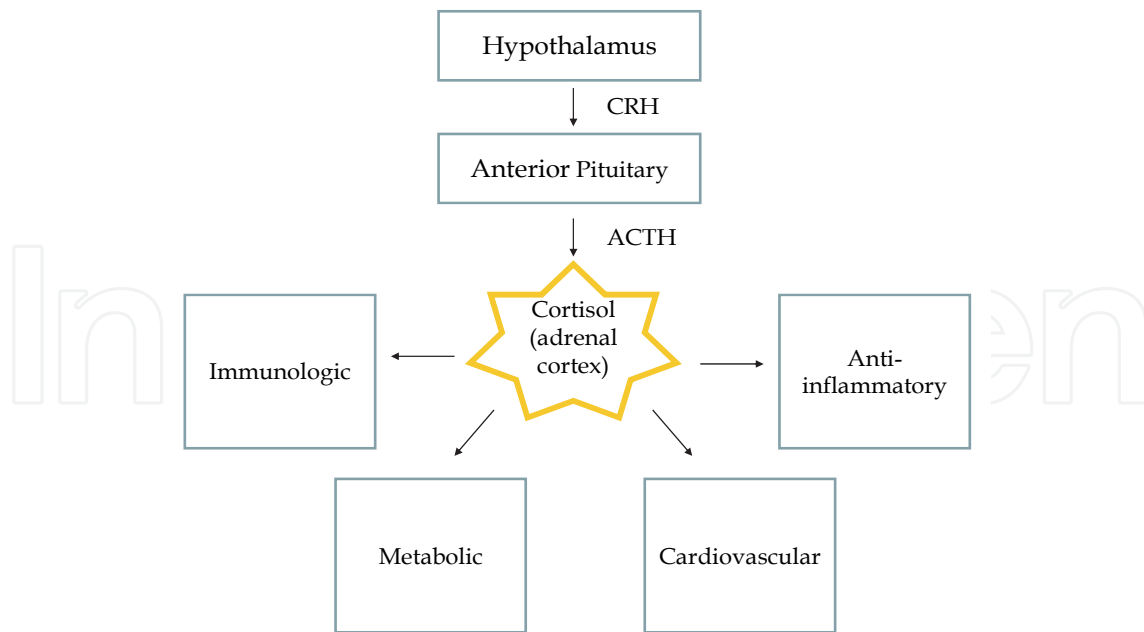 Hypothalamus
CRH
Anterior Pituitary
ACTH
Cortisol
(adrenal
cortex)
Immunologic
Anti-
inflammatory
Metabolic
Cardiovascular